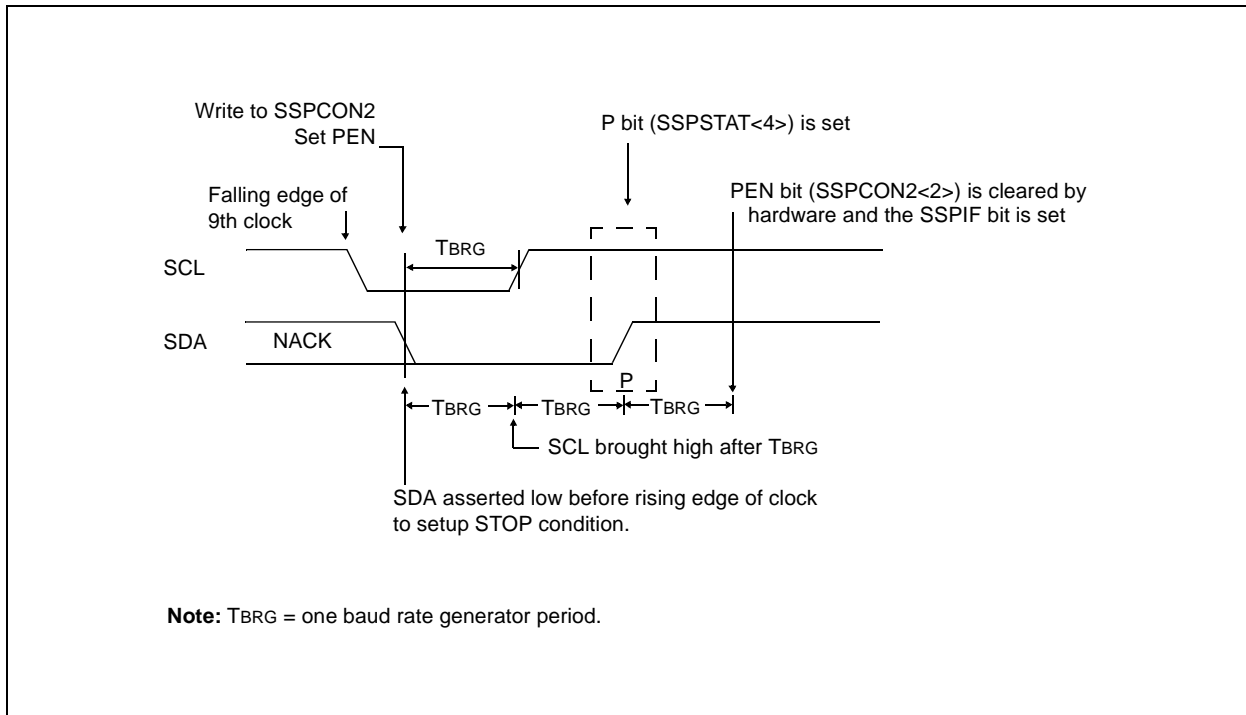 Write to SSPCON2
Set PEN
P bit (SSPSTAT<4>) is set
Falling edge of
9th clock
PEN bit (SSPCON2<2>) is cleared by
hardware and the SSPIF bit is set
TBRG
SCL
SDA
NACK
P
TBRG
TBRG
TBRG
SCL brought high after TBRG
SDA asserted low before rising edge of clock
to setup STOP condition.
Note: TBRG = one baud rate generator period.